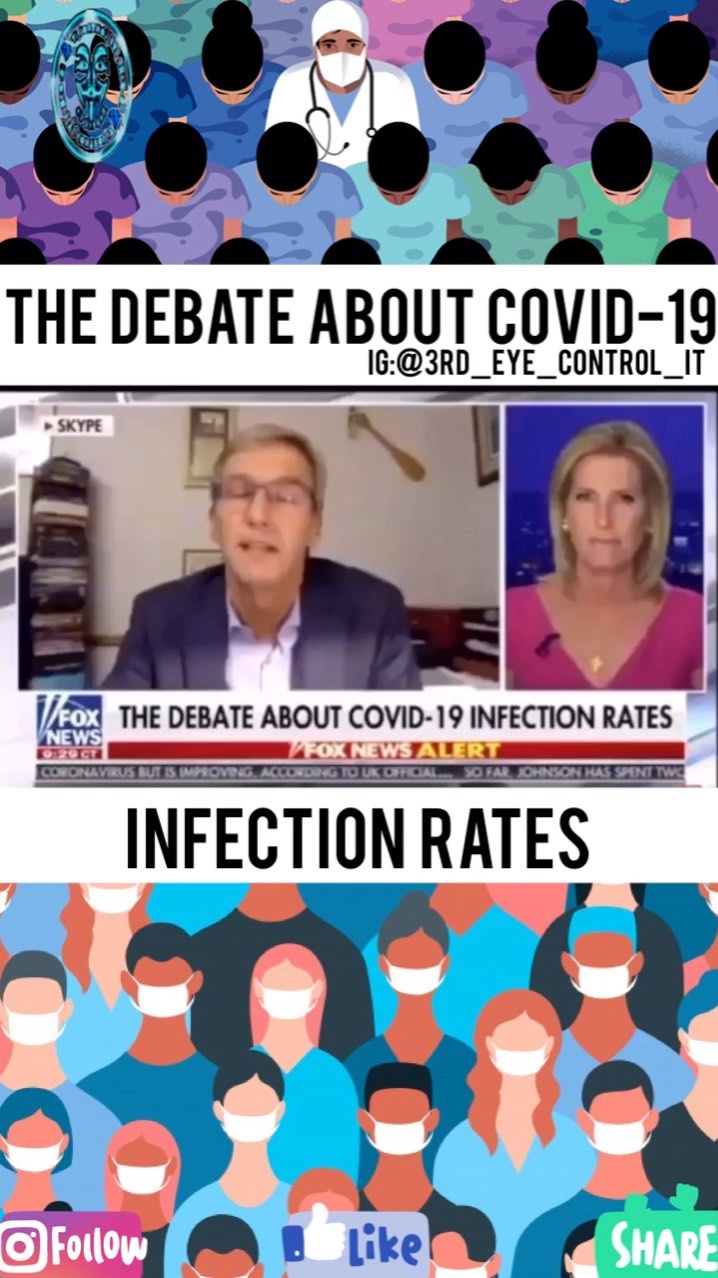 THE DEBATE ABOUT COVID-19
IG:@3RD_EYE_CONTROL_IT
▶ SKYPE
FOX
NEWS
9:29 CT
THE DEBATE ABOUT COVID-19 INFECTION RATES
FOX NEWS ALERT
CORONAVIRUS BUT IS IMPROVING, ACCORDING TO UK OFFICIAL... SO FAR, JOHNSON HAS SPENT TWO
INFECTION RATES
Follow
Like
SHARE